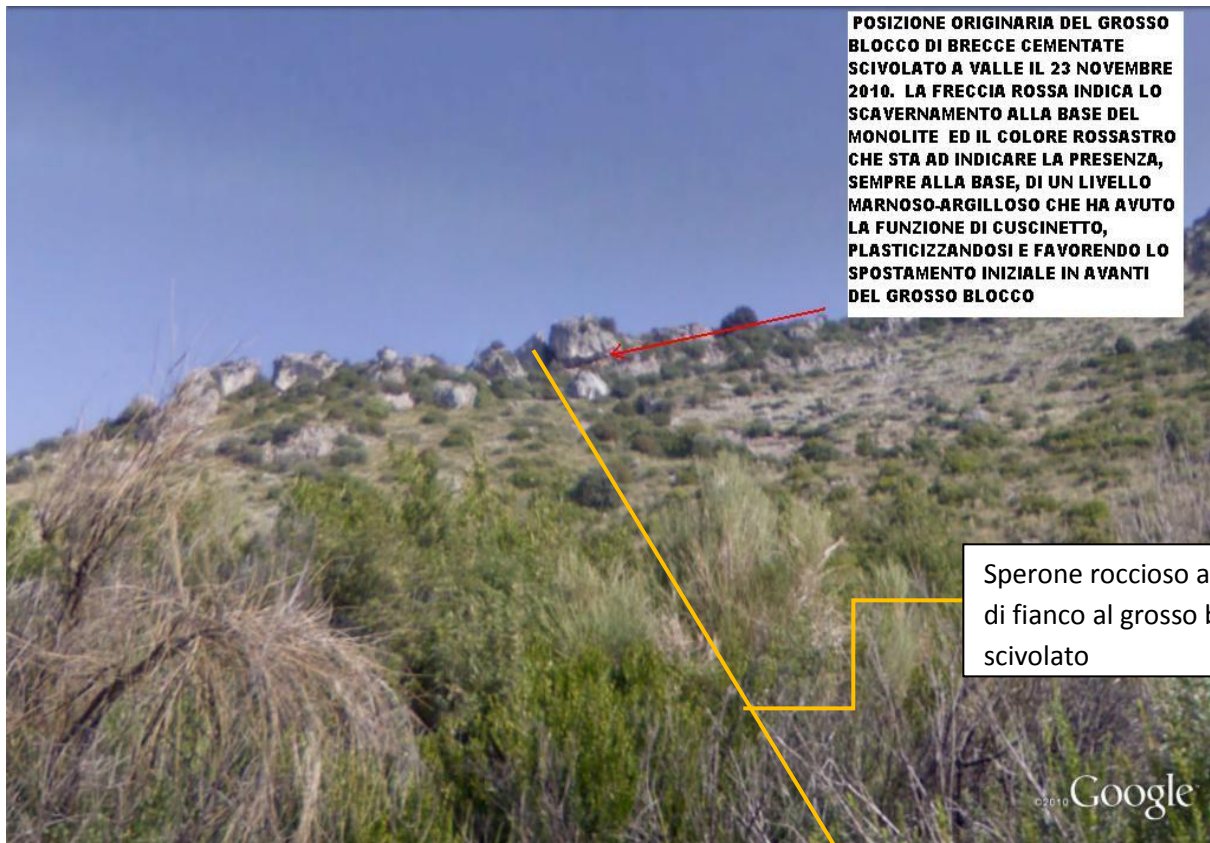 POSIZIONE ORIGINARIA DEL GROSSO
BLOCCO DI BRECCE CEMENTATE
SCIVOLATO A VALLE IL 23 NOVEMBRE
2010. LA FRECCIA ROSSA INDICA LO
SCAVERNAMENTO ALLA BASE DEL
MONOLITE ED IL COLORE ROSSASTRO
CHE STA AD INDICARE LA PRESENZA,
SEMPRE ALLA BASE, DI UN LIVELLO
MARNOSO-ARGILLOSO CHE HA AVUTO
LA FUNZIONE DI CUSCINETTO,
PLASTICIZZANDOSI E FAVORENDO LO
SPOSTAMENTO INIZIALE IN AVANTI
DEL GROSSO BLOCCO
Sperone roccioso a
di fianco al grosso b
scivolato
©2010 Google